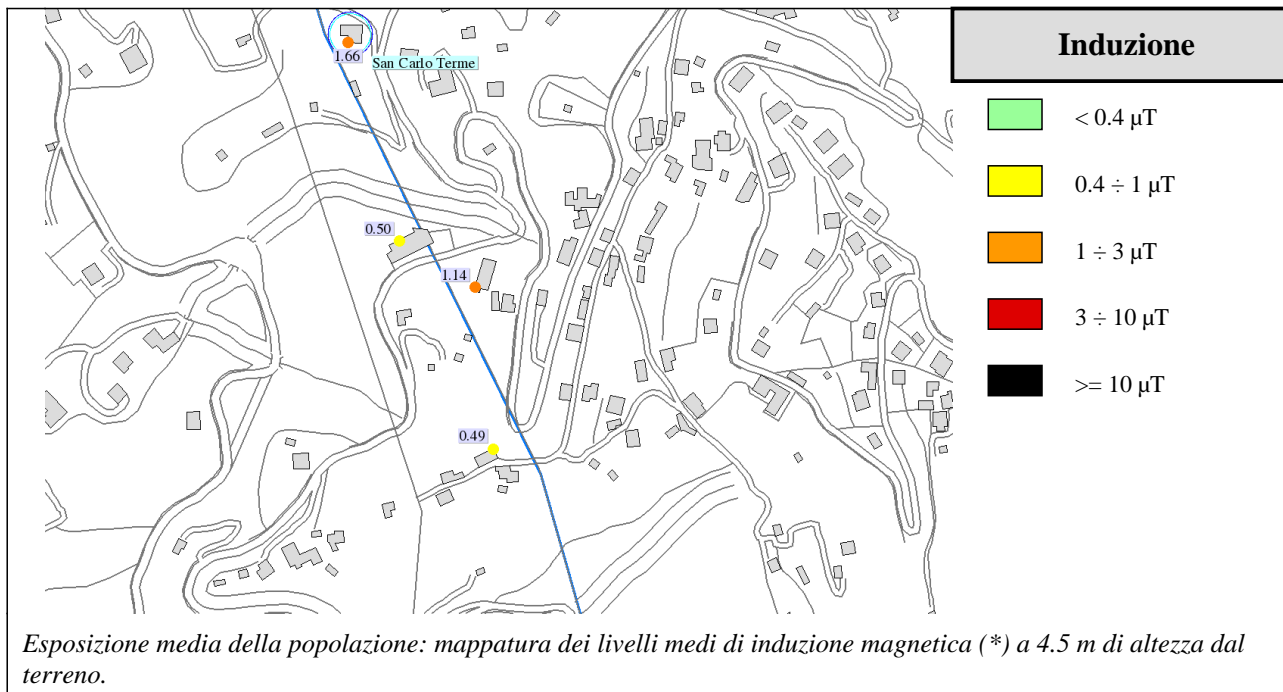 Induzione
< 0.4 µT
0.4 ÷ 1 µT
1 ÷ 3 µT
3 ÷ 10 µT
>= 10 µT
1.66
San Carlo Terme
0.50
1.14
0.49
Esposizione media della popolazione: mappatura dei livelli medi di induzione magnetica (*) a 4.5 m di altezza dal
terreno.